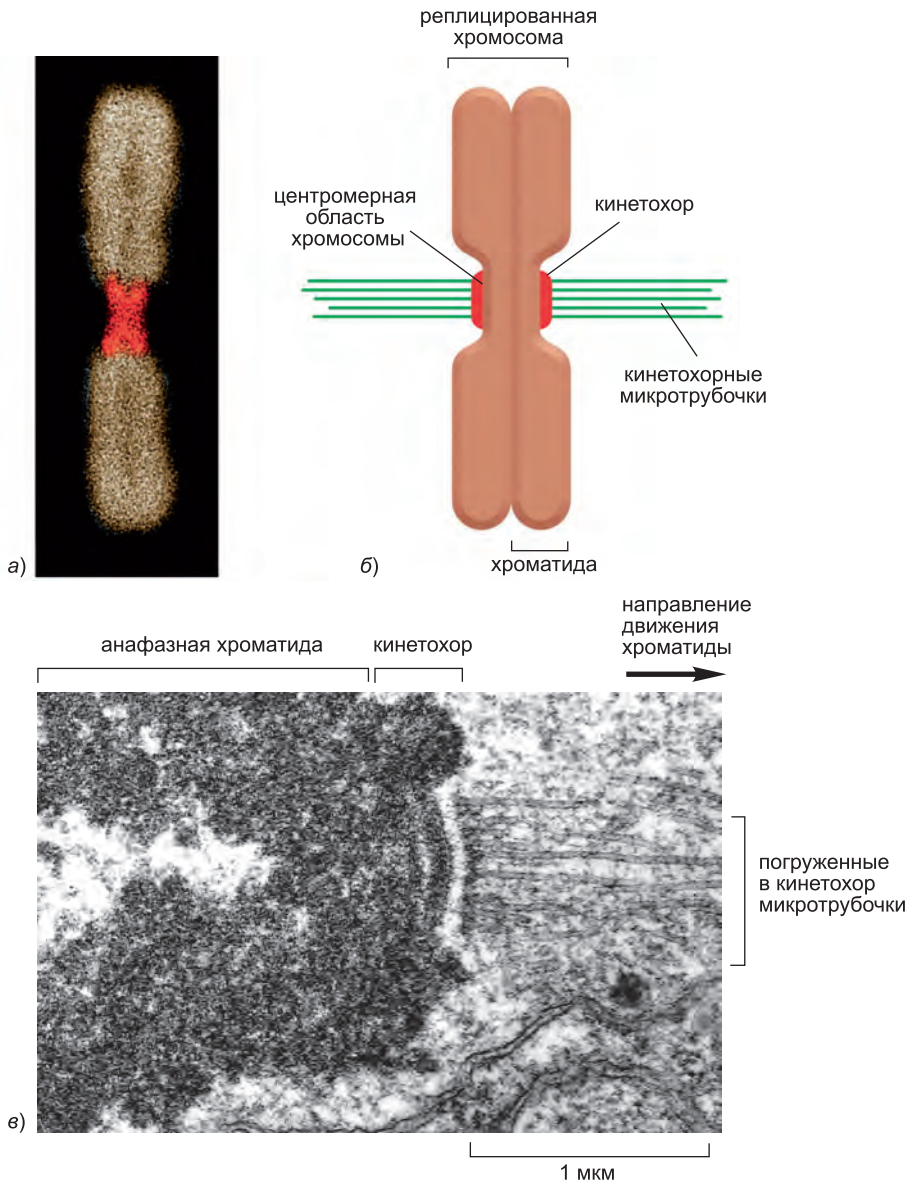 реплицированная
хромосома
центромерная
область
хромосомы
кинетохор
кинетохорные
микротрубочки
а)
б)
хроматида
направление
движения
хроматиды
анафазная хроматида
кинетохор
погруженные
в кинетохор
микротрубочки
в)
1 мкм